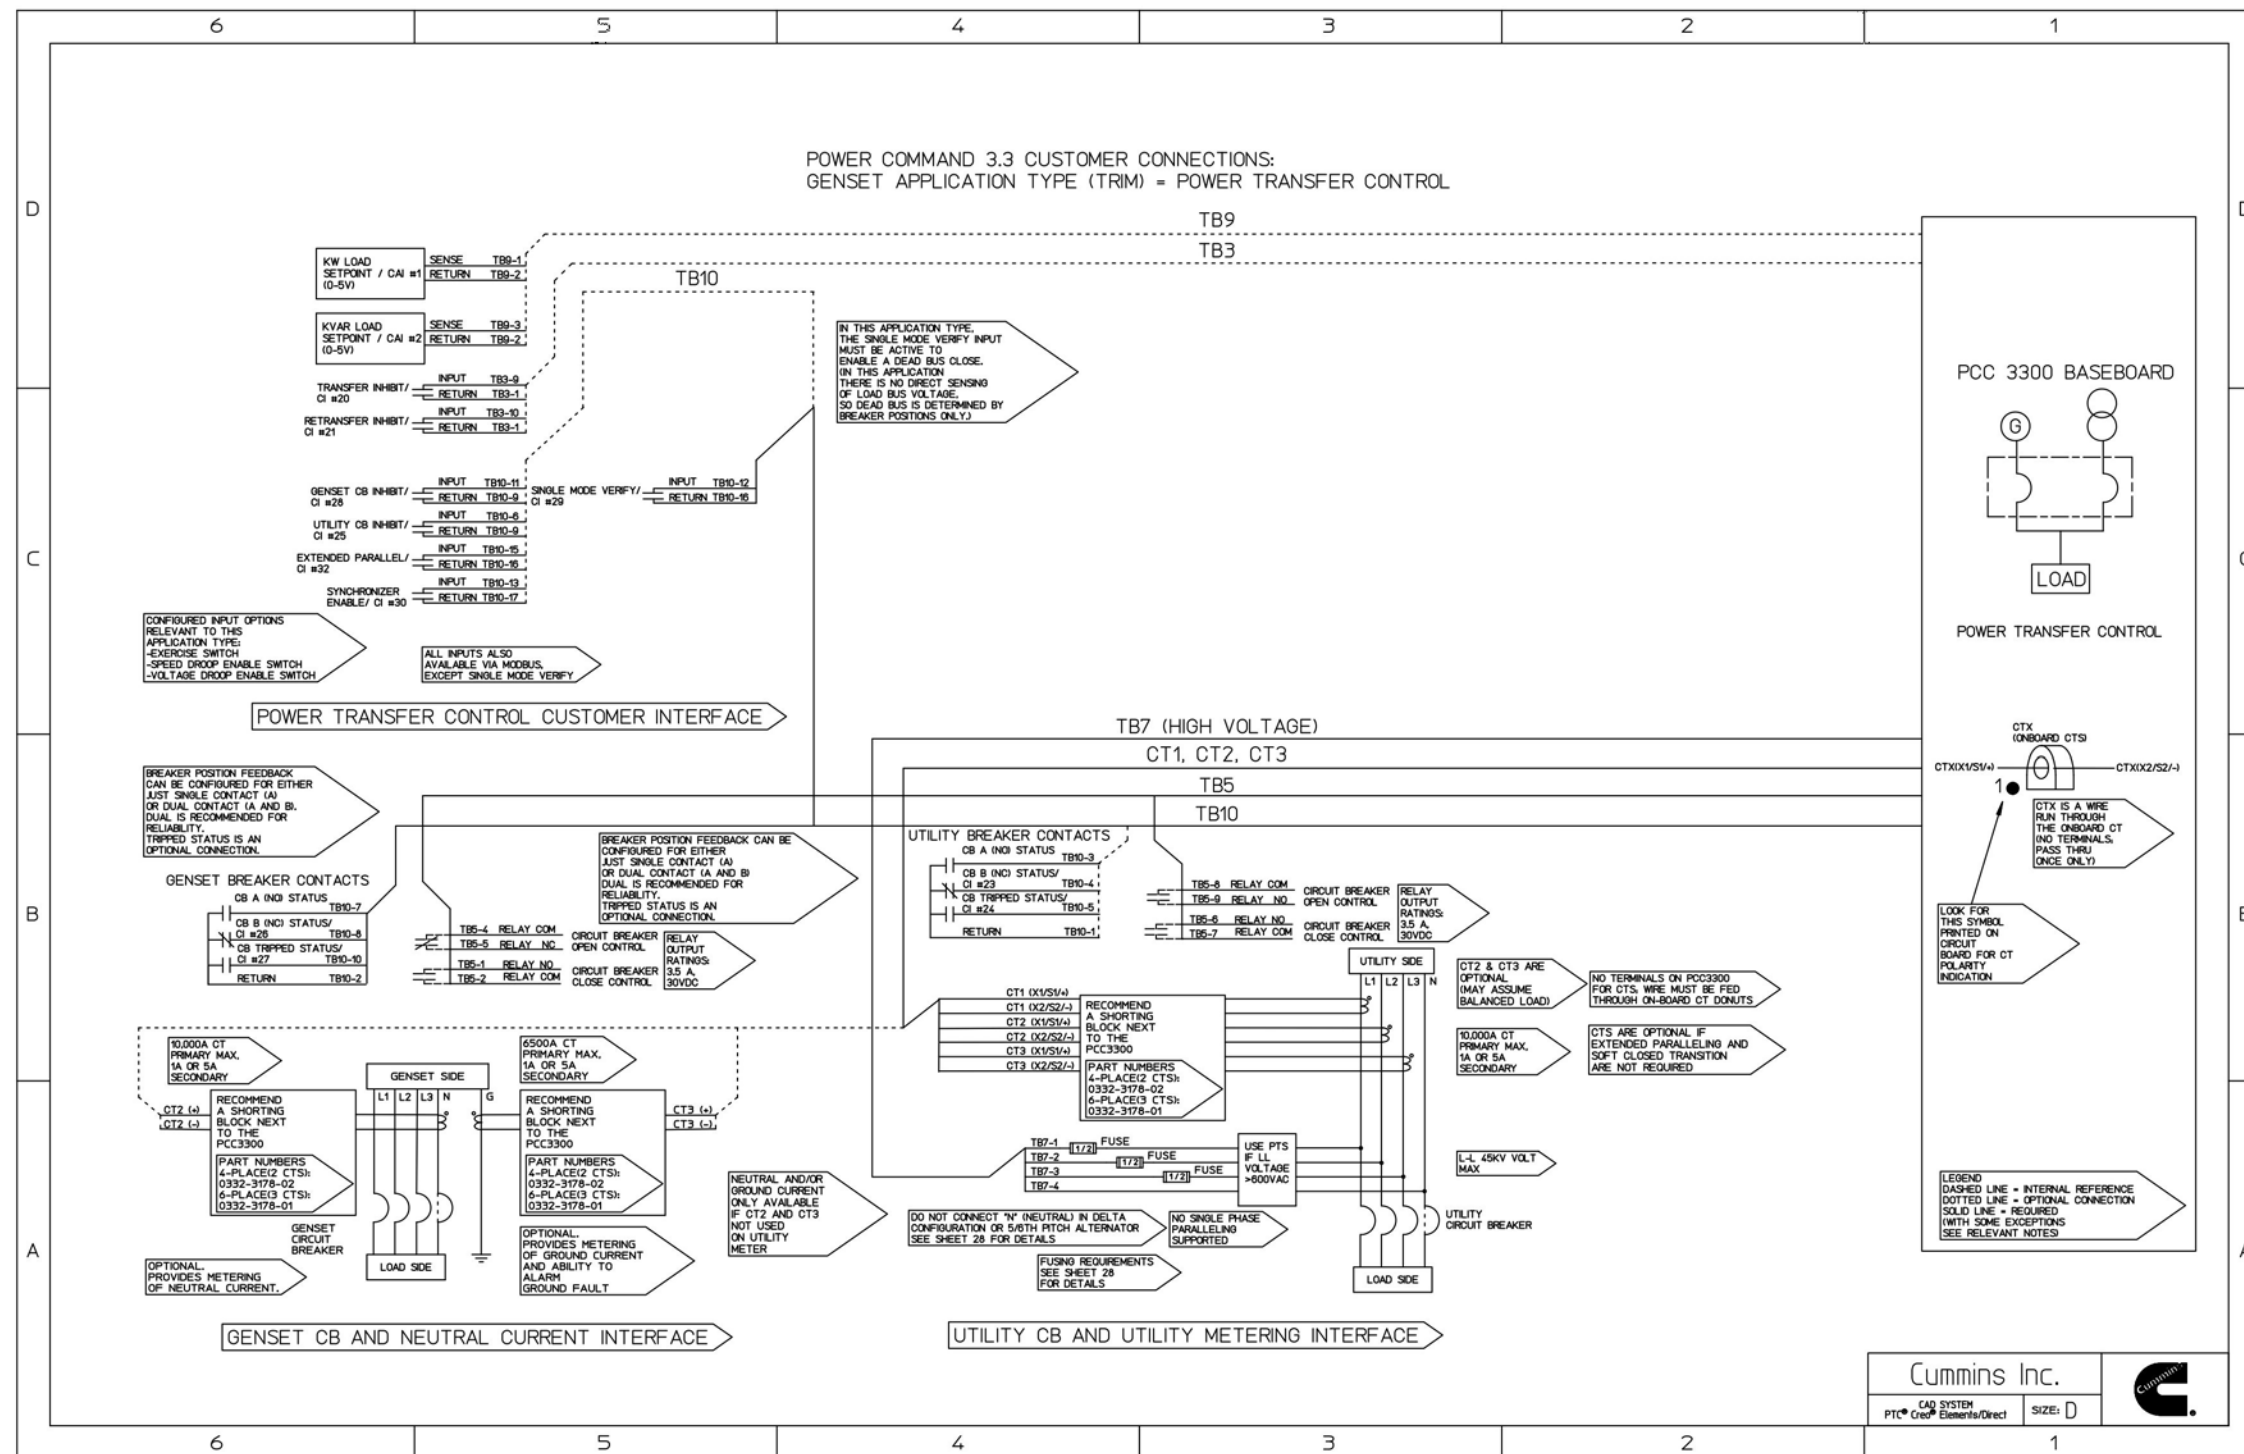 6 5 4 3 2 1
POWER COMMAND 3.3 CUSTOMER CONNECTIONS:
GENSET APPLICATION TYPE (TRIM) = POWER TRANSFER CONTROL
D
TB9
TB3
TB10
KW LOAD
SETPOINT / CAI #1
(0-5V)
SENSE TB9-1
RETURN TB9-2
KVAR LOAD
SETPOINT / CAI #2
(0-5V)
SENSE TB9-3
RETURN TB9-2
TRANSFER INHIBIT/
CI #20
INPUT TB3-9
RETURN TB3-1
RETRANSFER INHIBIT/
CI #21
INPUT TB3-10
RETURN TB3-1
IN THIS APPLICATION TYPE,
THE SINGLE MODE VERIFY INPUT
MUST BE ACTIVE TO
ENABLE A DEAD BUS CLOSE.
(IN THIS APPLICATION
THERE IS NO DIRECT SENSING
OF LOAD BUS VOLTAGE,
SO DEAD BUS IS DETERMINED BY
BREAKER POSITIONS ONLY.)
GENSET CB INHIBIT/
CI #28
INPUT TB10-11
RETURN TB10-9
SINGLE MODE VERIFY/
CI #29
INPUT TB10-12
RETURN TB10-16
UTILITY CB INHIBIT/
CI #25
INPUT TB10-6
RETURN TB10-9
EXTENDED PARALLEL/
CI #32
INPUT TB10-15
RETURN TB10-16
SYNCHRONIZER
ENABLE/ CI #30
INPUT TB10-13
RETURN TB10-17
C
CONFIGURED INPUT OPTIONS
RELEVANT TO THIS
APPLICATION TYPE:
-EXERCISE SWITCH
-SPEED DROOP ENABLE SWITCH
-VOLTAGE DROOP ENABLE SWITCH
ALL INPUTS ALSO
AVAILABLE VIA MODBUS,
EXCEPT SINGLE MODE VERIFY
POWER TRANSFER CONTROL CUSTOMER INTERFACE
PCC 3300 BASEBOARD
G
LOAD
POWER TRANSFER CONTROL
CTX
(ONBOARD CTS)
CTX(X1/S1/+)
CTX(X2/S2/-)
1
CTX IS A WIRE
RUN THROUGH
THE ONBOARD CT
(NO TERMINALS,
PASS THRU
ONCE ONLY)
LOOK FOR
THIS SYMBOL
PRINTED ON
CIRCUIT
BOARD FOR CT
POLARITY
INDICATION
LEGEND
DASHED LINE = INTERNAL REFERENCE
DOTTED LINE = OPTIONAL CONNECTION
SOLID LINE = REQUIRED
(WITH SOME EXCEPTIONS
SEE RELEVANT NOTES)
TB7 (HIGH VOLTAGE)
CT1, CT2, CT3
TB5
TB10
B
BREAKER POSITION FEEDBACK
CAN BE CONFIGURED FOR EITHER
JUST SINGLE CONTACT (A)
OR DUAL CONTACT (A AND B).
DUAL IS RECOMMENDED FOR
RELIABILITY.
TRIPPED STATUS IS AN
OPTIONAL CONNECTION.
GENSET BREAKER CONTACTS
CB A (NO) STATUS
TB10-7
CB B (NC) STATUS/
CI #26 TB10-8
CB TRIPPED STATUS/
CI #27 TB10-10
RETURN TB10-2
TB5-4 RELAY COM
TB5-5 RELAY NC
CIRCUIT BREAKER
OPEN CONTROL
TB5-1 RELAY NO
TB5-2 RELAY COM
CIRCUIT BREAKER
CLOSE CONTROL
RELAY
OUTPUT
RATINGS:
3.5 A,
30VDC
BREAKER POSITION FEEDBACK CAN BE
CONFIGURED FOR EITHER
JUST SINGLE CONTACT (A)
OR DUAL CONTACT (A AND B)
DUAL IS RECOMMENDED FOR
RELIABILITY.
TRIPPED STATUS IS AN
OPTIONAL CONNECTION.
UTILITY BREAKER CONTACTS
CB A (NO) STATUS
TB10-3
CB B (NC) STATUS/
CI #23 TB10-4
CB TRIPPED STATUS/
CI #24 TB10-5
RETURN TB10-1
TB5-8 RELAY COM
TB5-9 RELAY NO
CIRCUIT BREAKER
OPEN CONTROL
TB5-6 RELAY NO
TB5-7 RELAY COM
CIRCUIT BREAKER
CLOSE CONTROL
RELAY
OUTPUT
RATINGS:
3.5 A,
30VDC
UTILITY SIDE
L1 L2 L3 N
CT2 & CT3 ARE
OPTIONAL
(MAY ASSUME
BALANCED LOAD)
NO TERMINALS ON PCC3300
FOR CTS, WIRE MUST BE FED
THROUGH ON-BOARD CT DONUTS
10,000A CT
PRIMARY MAX,
1A OR 5A
SECONDARY
CTS ARE OPTIONAL IF
EXTENDED PARALLELING AND
SOFT CLOSED TRANSITION
ARE NOT REQUIRED
CT1 (X1/S1/+)
CT1 (X2/S2/-)
CT2 (X1/S1/+)
CT2 (X2/S2/-)
CT3 (X1/S1/+)
CT3 (X2/S2/-)
RECOMMEND
A SHORTING
BLOCK NEXT
TO THE
PCC3300
PART NUMBERS
4-PLACE(2 CTS):
0332-3178-02
6-PLACE(3 CTS):
0332-3178-01
TB7-1 [1/2] FUSE
TB7-2 [1/2] FUSE
TB7-3 [1/2] FUSE
TB7-4
USE PTS
IF LL
VOLTAGE
>600VAC
L-L 45KV VOLT
MAX
DO NOT CONNECT "N" (NEUTRAL) IN DELTA
CONFIGURATION OR 5/6TH PITCH ALTERNATOR
SEE SHEET 28 FOR DETAILS
NO SINGLE PHASE
PARALLELING
SUPPORTED
FUSING REQUIREMENTS
SEE SHEET 28
FOR DETAILS
UTILITY
CIRCUIT BREAKER
LOAD SIDE
UTILITY CB AND UTILITY METERING INTERFACE
A
10,000A CT
PRIMARY MAX,
1A OR 5A
SECONDARY
GENSET SIDE
L1 L2 L3 N G
6500A CT
PRIMARY MAX,
1A OR 5A
SECONDARY
CT2 (+)
CT2 (-)
RECOMMEND
A SHORTING
BLOCK NEXT
TO THE
PCC3300
PART NUMBERS
4-PLACE(2 CTS):
0332-3178-02
6-PLACE(3 CTS):
0332-3178-01
RECOMMEND
A SHORTING
BLOCK NEXT
TO THE
PCC3300
PART NUMBERS
4-PLACE(2 CTS):
0332-3178-02
6-PLACE(3 CTS):
0332-3178-01
CT3 (+)
CT3 (-)
GENSET
CIRCUIT
BREAKER
LOAD SIDE
OPTIONAL.
PROVIDES METERING
OF NEUTRAL CURRENT.
OPTIONAL.
PROVIDES METERING
OF GROUND CURRENT
AND ABILITY TO
ALARM
GROUND FAULT
NEUTRAL AND/OR
GROUND CURRENT
ONLY AVAILABLE
IF CT2 AND CT3
NOT USED
ON UTILITY
METER
GENSET CB AND NEUTRAL CURRENT INTERFACE
Cummins Inc.
CAD SYSTEM
PTC® Creo® Elements/Direct
SIZE: D
Cummins
6 5 4 3 2 1